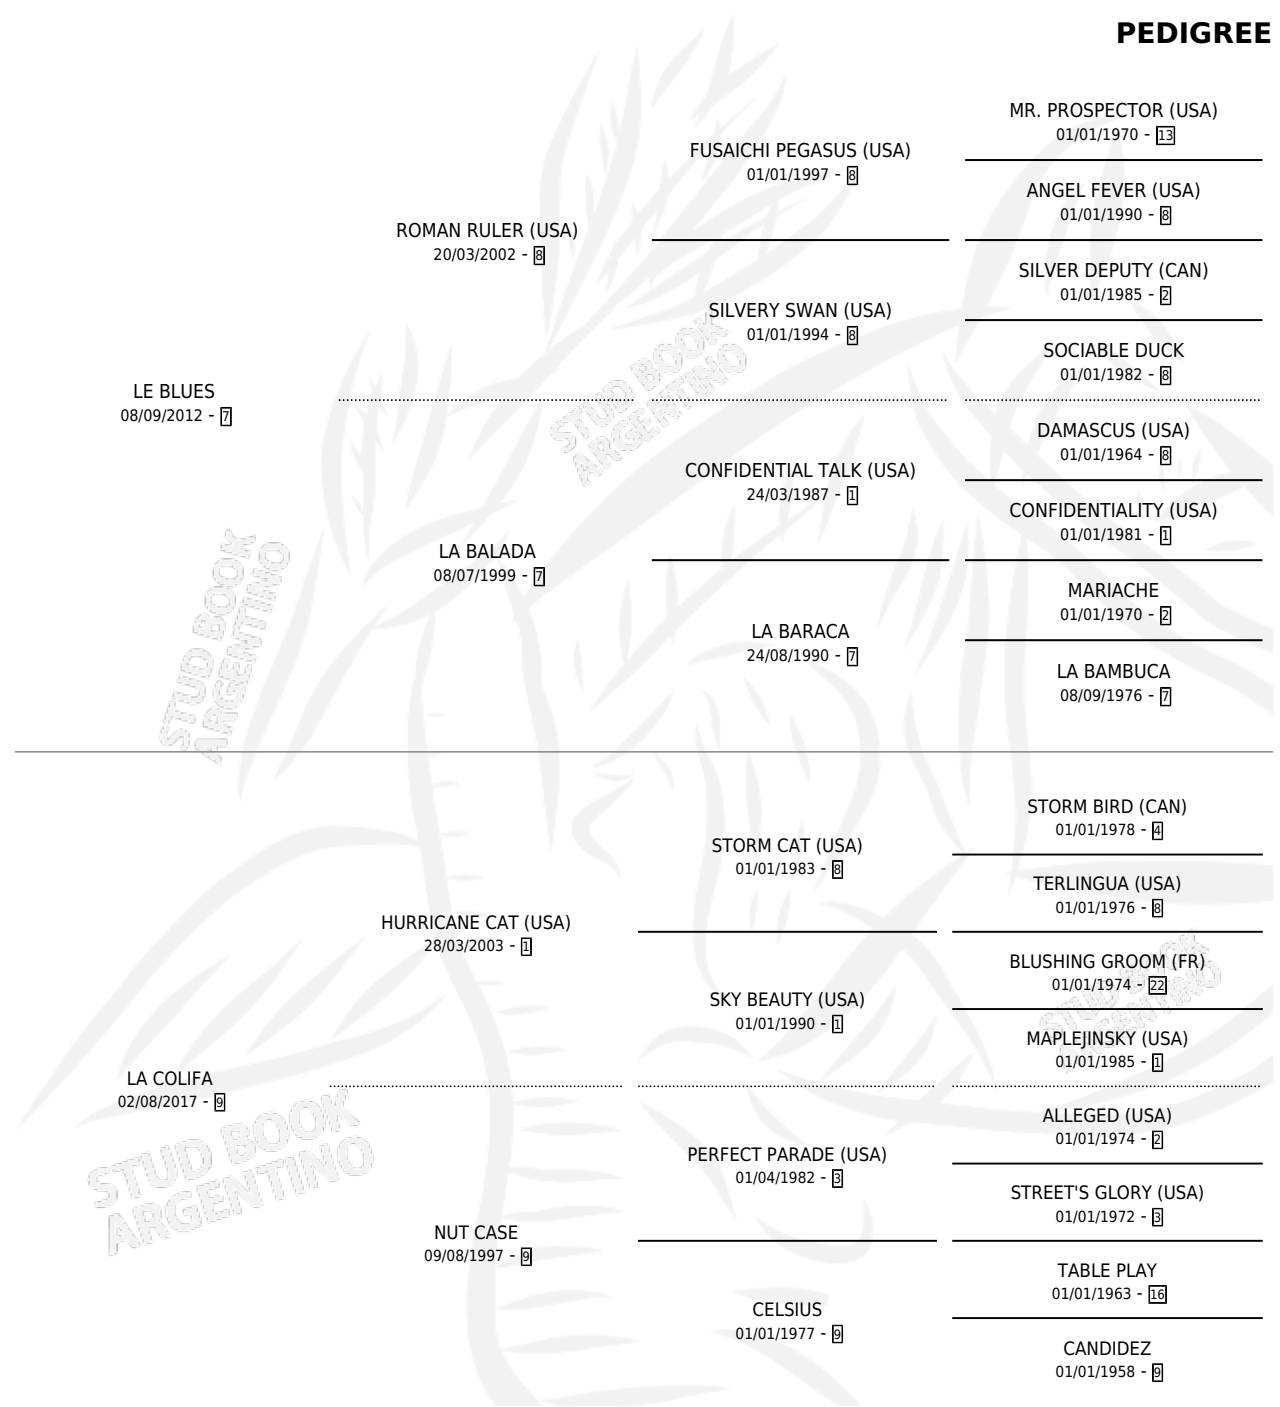 PEDIGREE
MR. PROSPECTOR (USA)
01/01/1970 - 13
FUSAICHI PEGASUS (USA)
01/01/1997 - 8
ANGEL FEVER (USA)
01/01/1990 - 8
ROMAN RULER (USA)
20/03/2002 - 8
SILVER DEPUTY (CAN)
01/01/1985 - 2
SILVERY SWAN (USA)
01/01/1994 - 8
SOCIABLE DUCK
01/01/1982 - 8
LE BLUES
08/09/2012 - 7
DAMASCUS (USA)
01/01/1964 - 8
CONFIDENTIAL TALK (USA)
24/03/1987 - 1
CONFIDENTIALITY (USA)
01/01/1981 - 1
LA BALADA
08/07/1999 - 7
MARIACHE
01/01/1970 - 2
LA BARACA
24/08/1990 - 7
LA BAMBUCA
08/09/1976 - 7
STORM BIRD (CAN)
01/01/1978 - 4
STORM CAT (USA)
01/01/1983 - 8
TERLINGUA (USA)
01/01/1976 - 8
HURRICANE CAT (USA)
28/03/2003 - 1
BLUSHING GROOM (FR)
01/01/1974 - 22
SKY BEAUTY (USA)
01/01/1990 - 1
MAPLEJINSKY (USA)
01/01/1985 - 1
LA COLIFA
02/08/2017 - 9
ALLEGED (USA)
01/01/1974 - 2
PERFECT PARADE (USA)
01/04/1982 - 3
STREET'S GLORY (USA)
01/01/1972 - 3
NUT CASE
09/08/1997 - 9
TABLE PLAY
01/01/1963 - 16
CELSIUS
01/01/1977 - 9
CANDIDEZ
01/01/1958 - 9
STUD BOOK
ARGENTINO
STUD BOOK
ARGENTINO
STUD BOOK
ARGENTINO
STUD BOOK
ARGENTINO